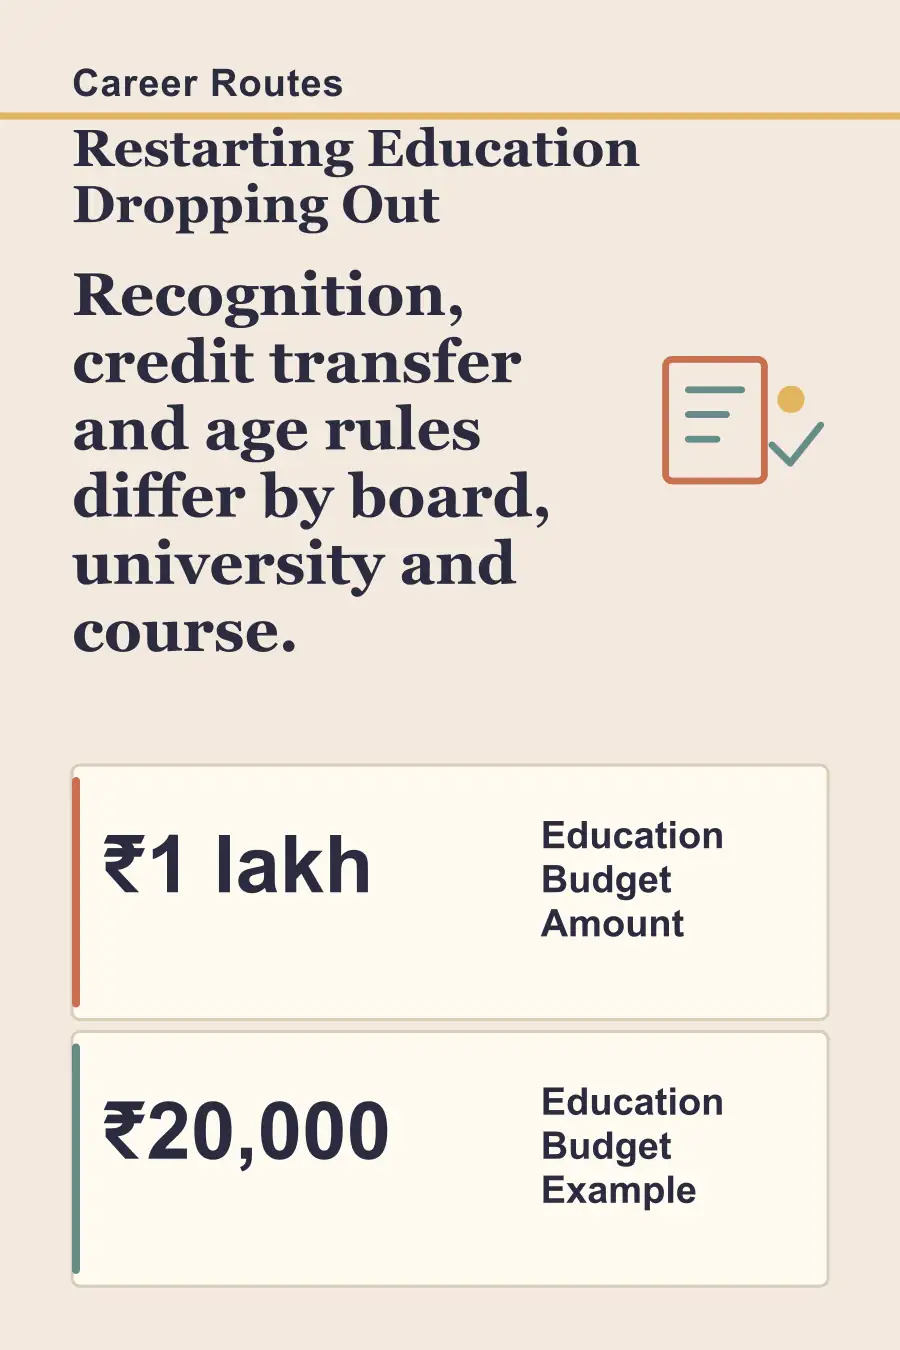 Career Routes
Restarting Education
Dropping Out
Recognition,
credit transfer
and age rules
differ by board,
university and
course.
₹1 lakh
Education
Budget
Amount
₹20,000
Education
Budget
Example